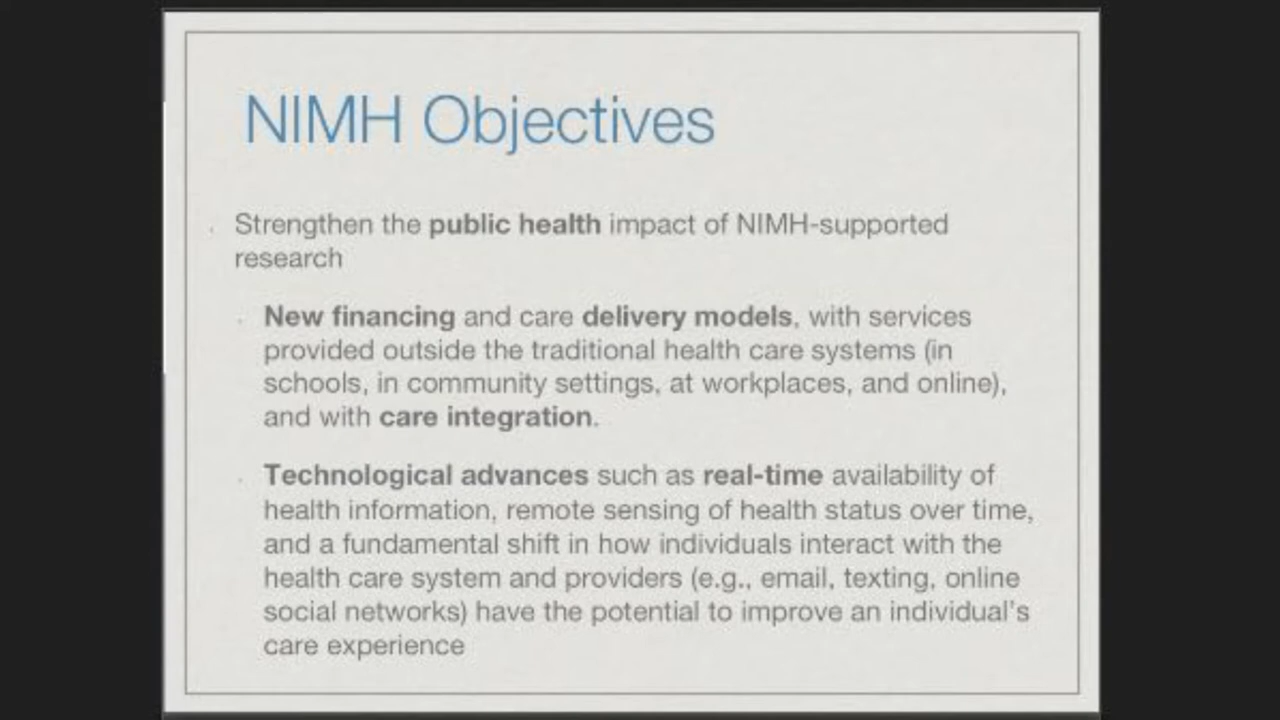 NIMH Objectives
Strengthen the public health impact of NIMH-supported
research
New financing and care delivery models, with services
provided outside the traditional health care systems (in
schools, in community settings, at workplaces, and online),
and with care integration.
Technological advances such as real-time availability of
health information, remote sensing of health status over time,
and a fundamental shift in how individuals interact with the
health care system and providers (e.g., email, texting, online
social networks) have the potential to improve an individual's
care experience